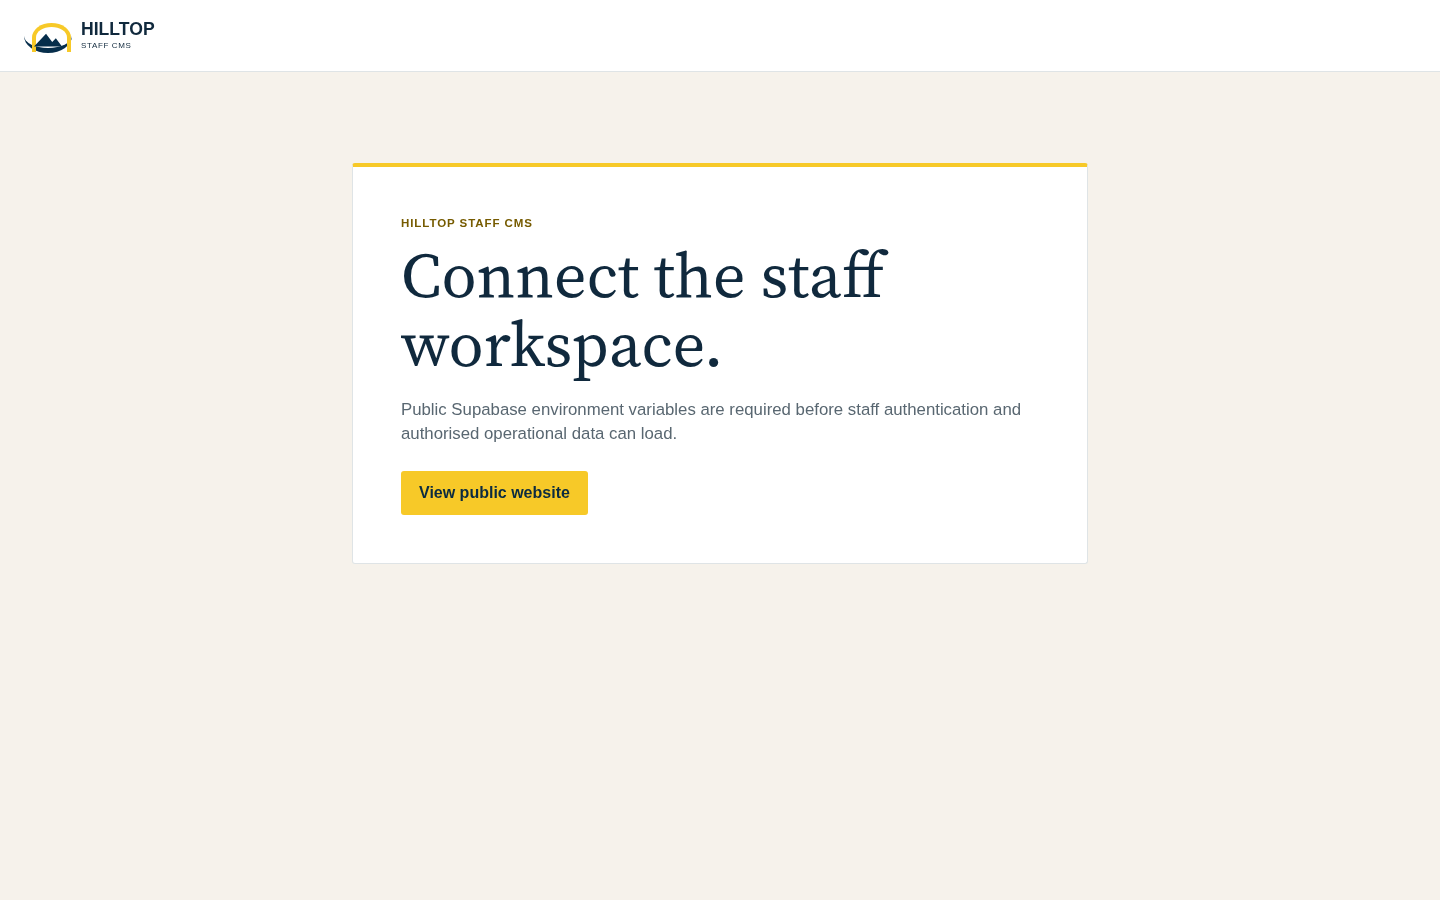 HILLTOP
STAFF CMS
HILLTOP STAFF CMS
Connect the staff
workspace.
Public Supabase environment variables are required before staff authentication and
authorised operational data can load.
View public website